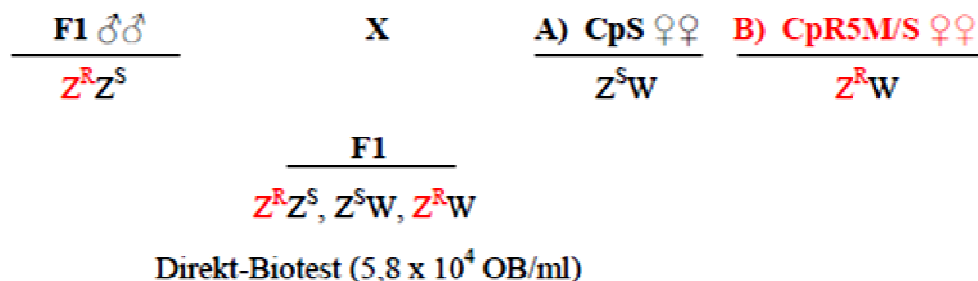 F1 ♂♂ X A) CpS ♀♀ B) CpR5M/S ♀♀
Z^R Z^S Z^S W Z^R W
F1
Z^R Z^S, Z^S W, Z^R W
Direkt-Biotest (5,8 x 10^4 OB/ml)